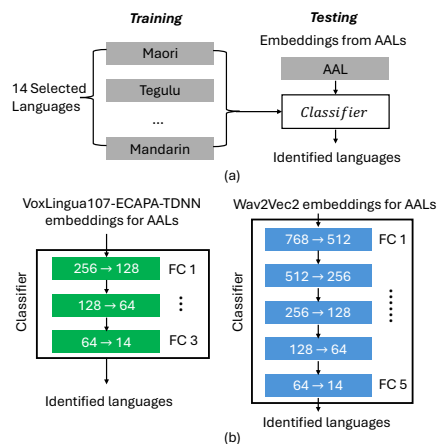 Training
Testing
Embeddings from AALs
Maori
14 Selected
Languages
Tegulu
...
Mandarin
AAL
Classifier
Identified languages
(a)
VoxLingua107-ECAPA-TDNN
embeddings for AALs
Classifier
256 → 128 FC 1
128 → 64
64 → 14 FC 3
Identified languages
Wav2Vec2 embeddings for AALs
Classifier
768 → 512 FC 1
512 → 256
256 → 128
128 → 64
64 → 14 FC 5
Identified languages
(b)